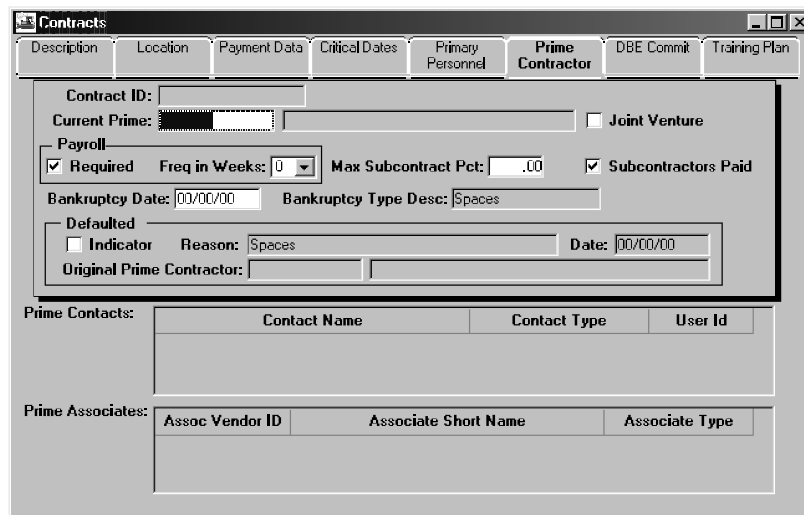 Contracts
Description Location Payment Data Critical Dates Primary Personnel Prime Contractor DBE Commit Training Plan
Contract ID:
Current Prime: Joint Venture
Payroll
Required Freq in Weeks: 0 Max Subcontract Pct: .00 Subcontractors Paid
Bankruptcy Date: 00/00/00 Bankruptcy Type Desc: Spaces
Defaulted
Indicator Reason: Spaces Date: 00/00/00
Original Prime Contractor:
Prime Contacts: Contact Name Contact Type User Id
Prime Associates: Assoc Vendor ID Associate Short Name Associate Type